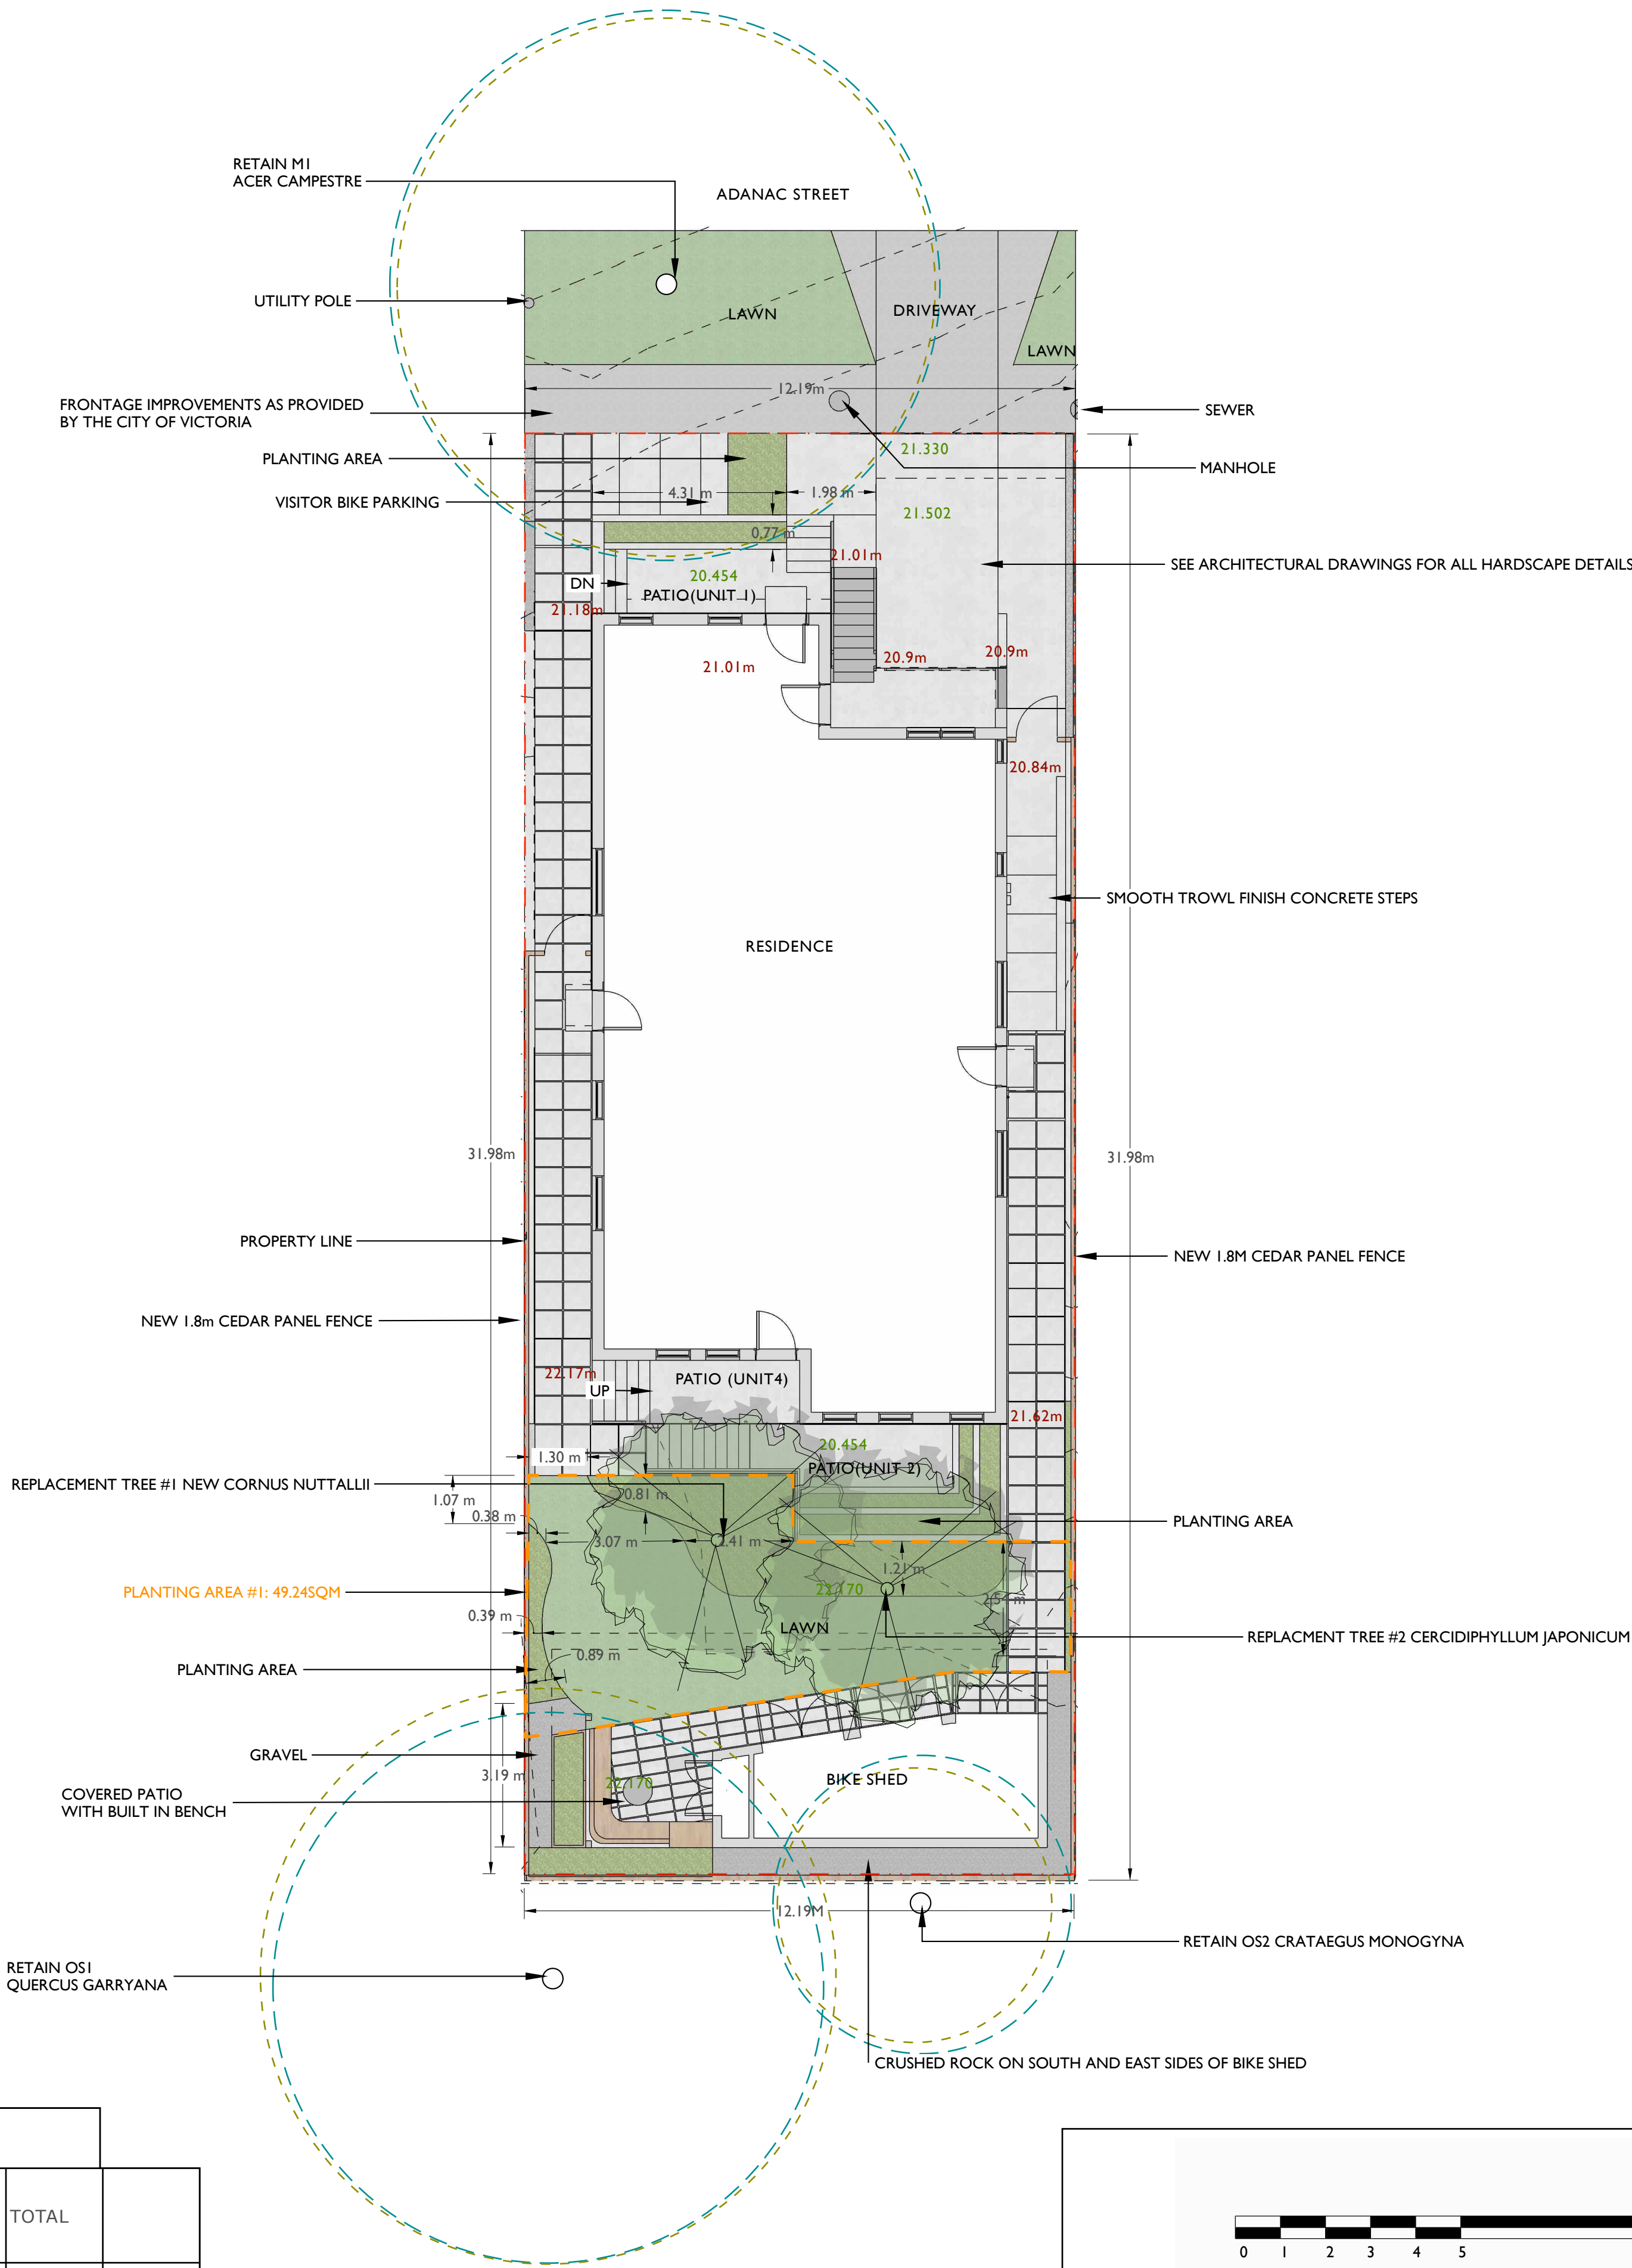 RETAIN M1
ACER CAMPESTRE
ADANAC STREET
UTILITY POLE
LAWN
DRIVEWAY
LAWN
12.19m
FRONTAGE IMPROVEMENTS AS PROVIDED
BY THE CITY OF VICTORIA
SEWER
21.330
PLANTING AREA
MANHOLE
4.31 m
1.98 m
VISITOR BIKE PARKING
21.502
0.77 m
21.01m
SEE ARCHITECTURAL DRAWINGS FOR ALL HARDSCAPE DETAILS
20.454
DN
PATIO(UNIT 1)
21.18m
21.01m
20.9m
20.9m
20.84m
SMOOTH TROWL FINISH CONCRETE STEPS
RESIDENCE
31.98m
31.98m
PROPERTY LINE
NEW 1.8M CEDAR PANEL FENCE
NEW 1.8m CEDAR PANEL FENCE
22.17m
PATIO (UNIT4)
UP
21.62m
20.454
1.30 m
PATIO(UNIT 2)
REPLACEMENT TREE #1 NEW CORNUS NUTTALLII
0.81 m
1.07 m
0.38 m
PLANTING AREA
3.07 m
2.41 m
1.21 m
PLANTING AREA #1: 49.24SQM
22.170
0.39 m
LAWN
REPLACMENT TREE #2 CERCIDIPHYLLUM JAPONICUM
0.89 m
PLANTING AREA
GRAVEL
3.19 m
22.170
BIKE SHED
COVERED PATIO
WITH BUILT IN BENCH
12.19M
RETAIN OS2 CRATAEGUS MONOGYNA
RETAIN OS1
QUERCUS GARRYANA
CRUSHED ROCK ON SOUTH AND EAST SIDES OF BIKE SHED
TOTAL
0 1 2 3 4 5